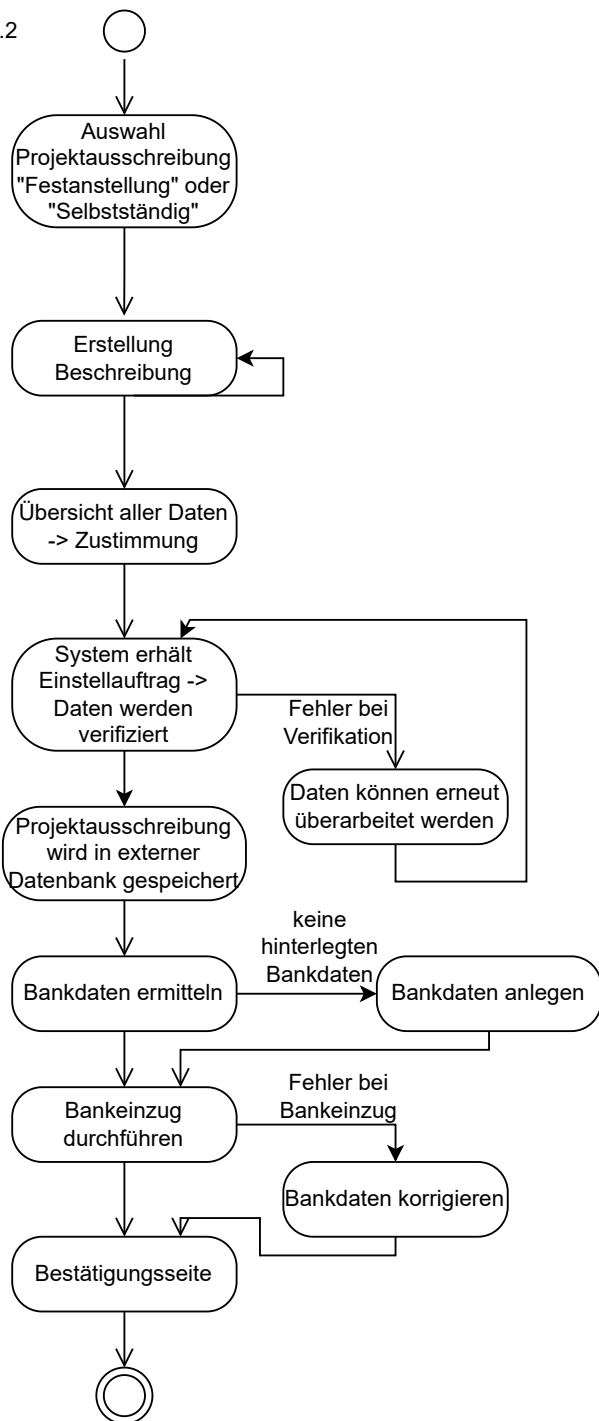 .2
Auswahl
Projektausschreibung
"Festanstellung" oder
"Selbstständig"
Erstellung
Beschreibung
Übersicht aller Daten
-> Zustimmung
System erhält
Einstellauftrag ->
Daten werden
verifiziert
Fehler bei
Verifikation
Daten können erneut
überarbeitet werden
Projektausschreibung
wird in externer
Datenbank gespeichert
keine
hinterlegten
Bankdaten
Bankdaten ermitteln
Bankdaten anlegen
Fehler bei
Bankeinzug
Bankeinzug
durchführen
Bankdaten korrigieren
Bestätigungsseite